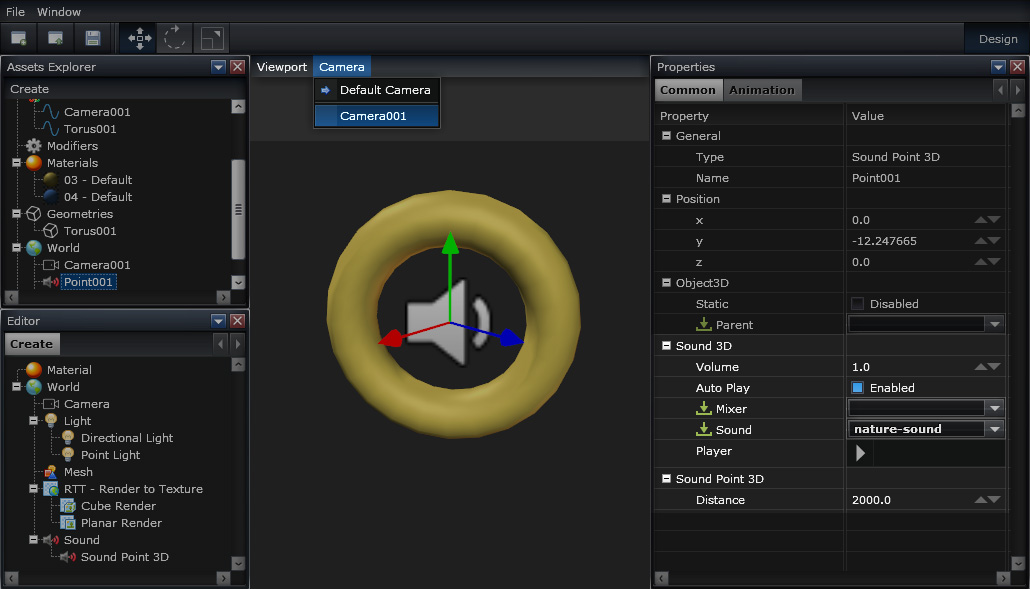 File Window
Design
Assets Explorer
Create
Camera001
Torus001
Modifiers
Materials
03 - Default
04 - Default
Geometries
Torus001
World
Camera001
Point001
Editor
Create
Material
World
Camera
Light
Directional Light
Point Light
Mesh
RTT - Render to Texture
Cube Render
Planar Render
Sound
Sound Point 3D
Viewport Camera
Default Camera
Camera001
Properties
Common Animation
Property Value
General
Type Sound Point 3D
Name Point001
Position
x 0.0
y -12.247665
z 0.0
Object3D
Static Disabled
Parent
Sound 3D
Volume 1.0
Auto Play Enabled
Mixer
Sound nature-sound
Player
Sound Point 3D
Distance 2000.0